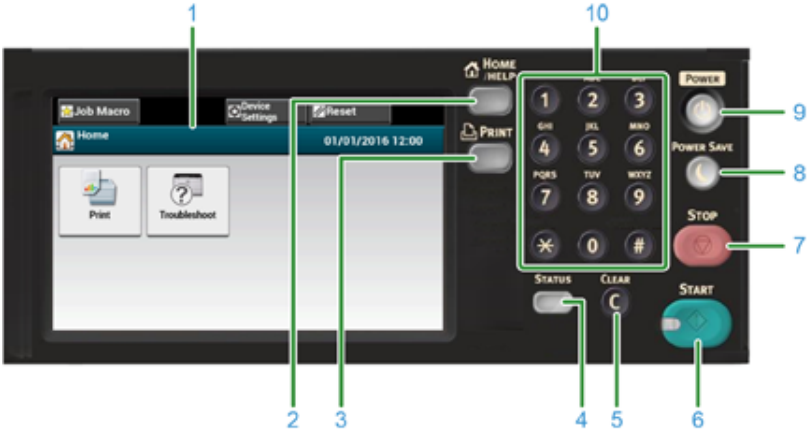 1
10
HOME
/HELP
POWER
Job Macro
Device
Settings
Reset
Home
01/01/2016 12:00
PRINT
Print
Troubleshoot
1 2 3
GHI JKL MNO
4 5 6
PQRS TUV WXYZ
7 8 9
* 0 #
STATUS
CLEAR
C
POWER SAVE
STOP
START
9
8
7
2
3
4
5
6